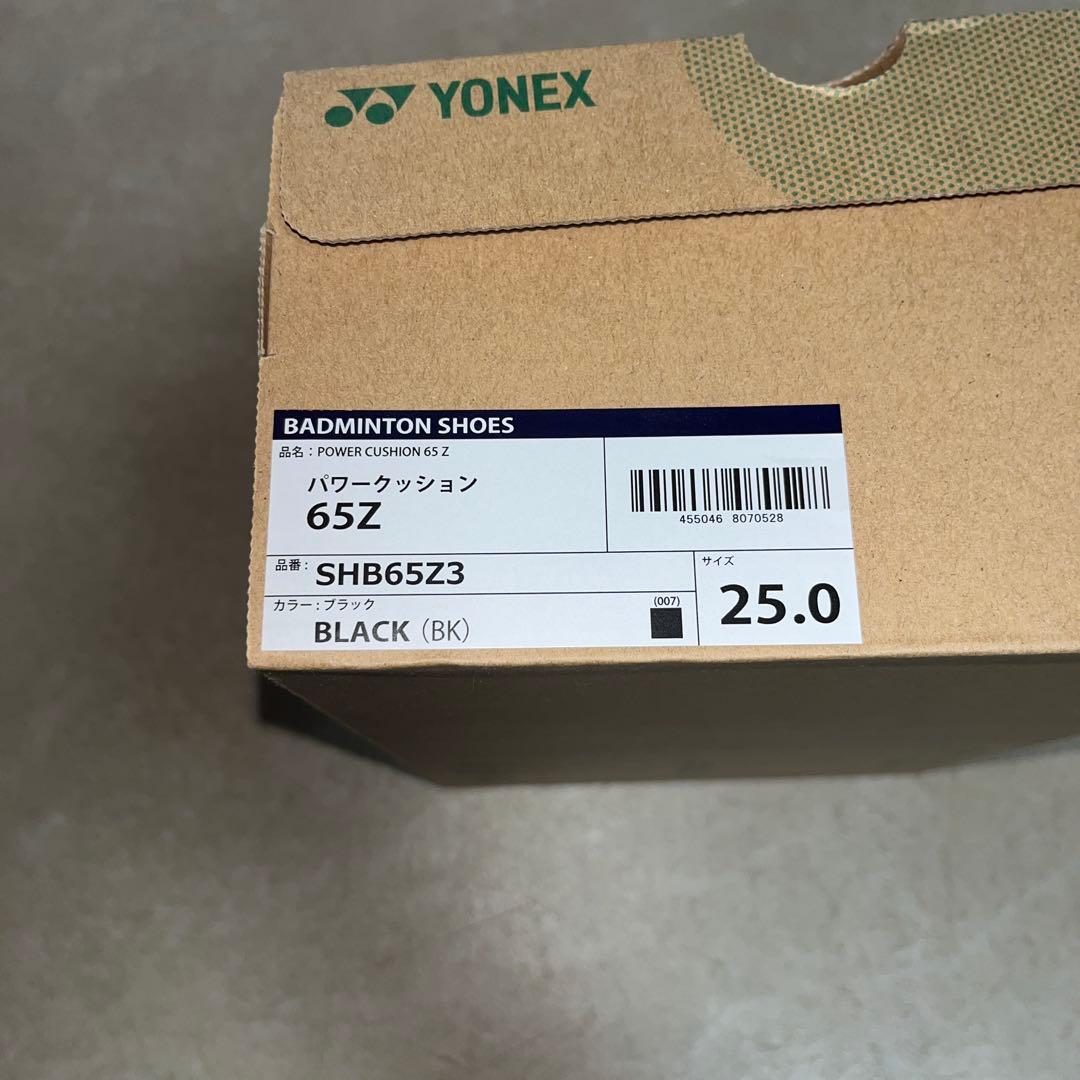 YONEX
BADMINTON SHOES
品名：POWER CUSHION 65 Z
パワークッション
65Z
455046 8070528
品番： SHB65Z3
サイズ
25.0
カラー：ブラック
(007)
BLACK（BK）